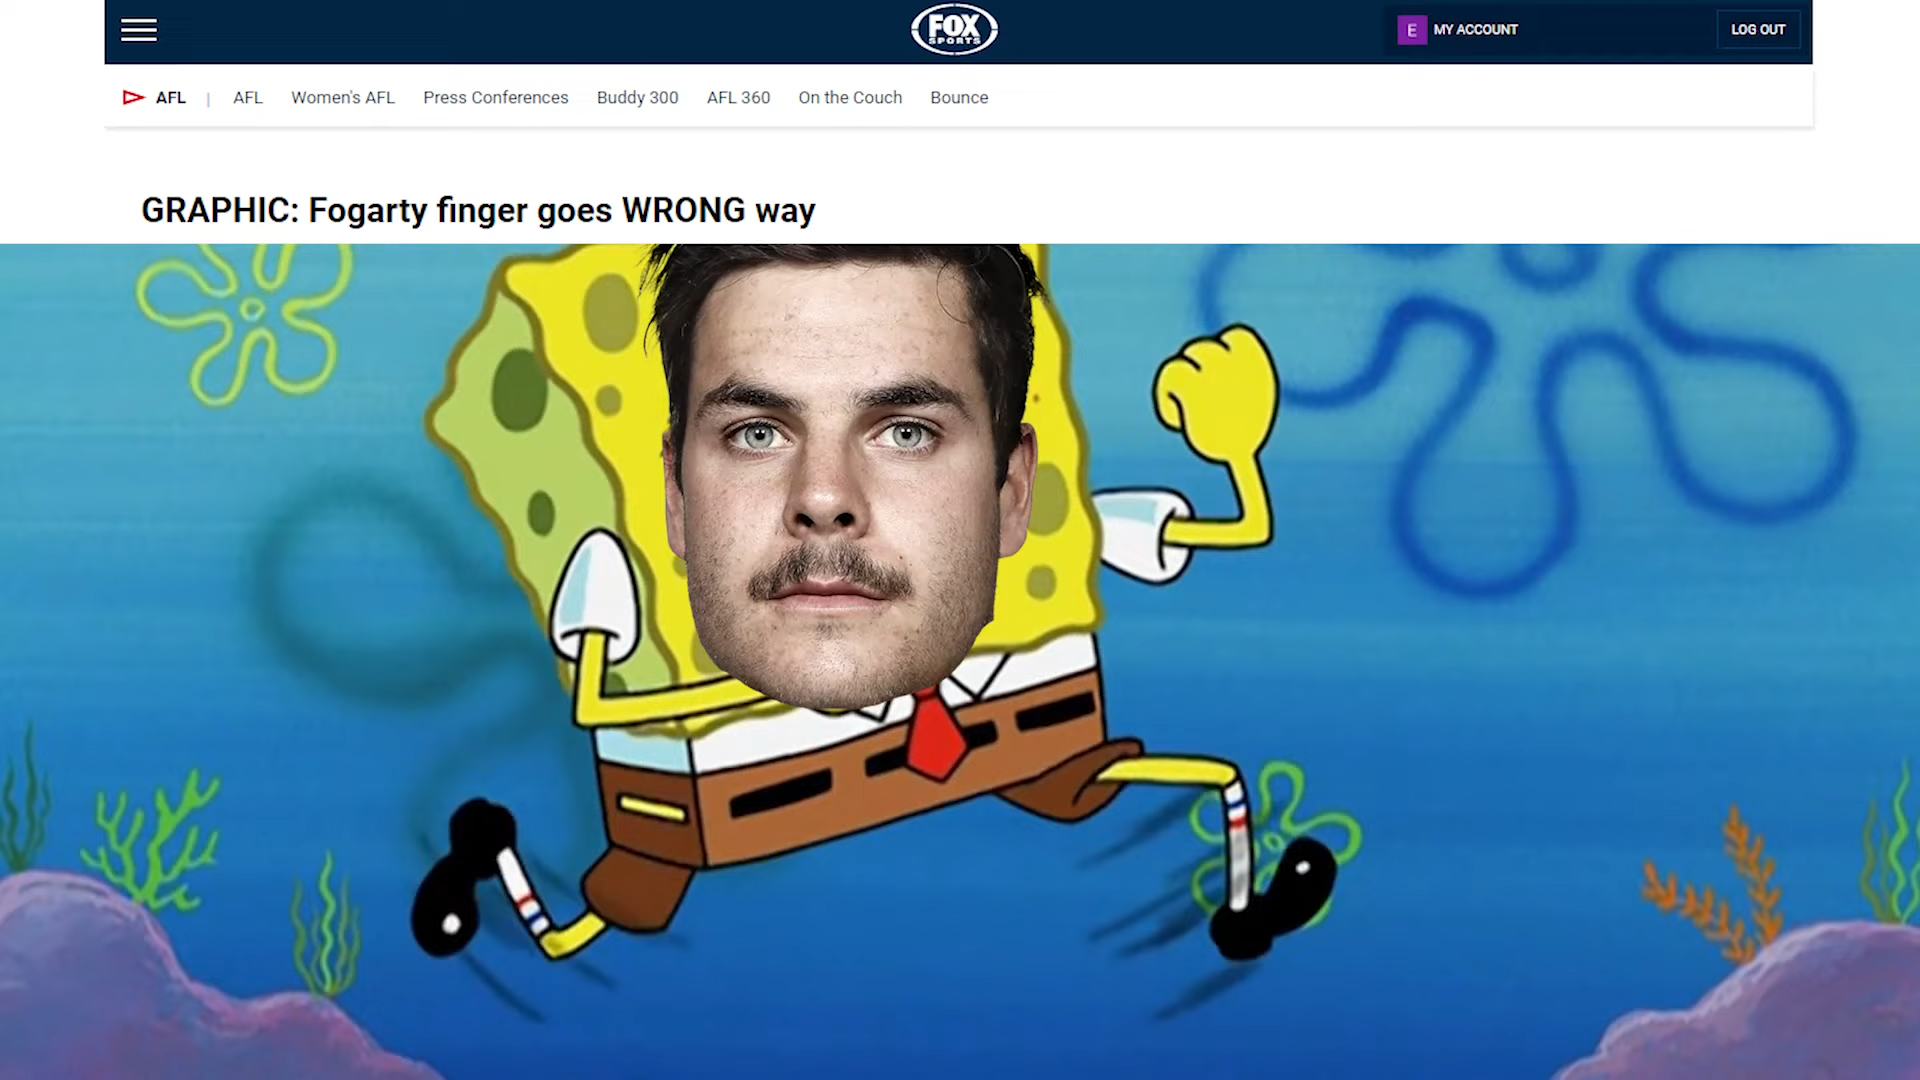 FOX
SPORTS
E MY ACCOUNT
LOG OUT
AFL | AFL Women's AFL Press Conferences Buddy 300 AFL 360 On the Couch Bounce
GRAPHIC: Fogarty finger goes WRONG way